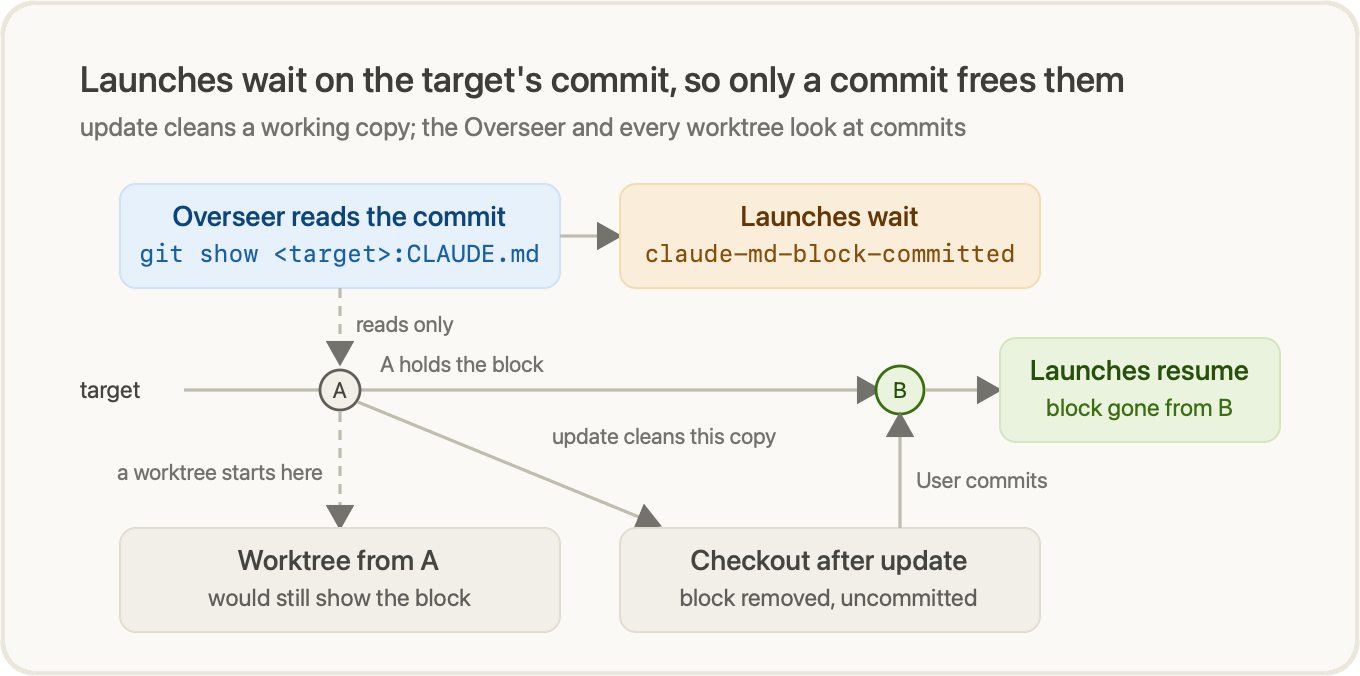 Launches wait on the target's commit, so only a commit frees them
update cleans a working copy; the Overseer and every worktree look at commits
Overseer reads the commit
git show <target>:CLAUDE.md
Launches wait
claude-md-block-committed
reads only
A holds the block
target
A
B
Launches resume
block gone from B
update cleans this copy
a worktree starts here
User commits
Worktree from A
would still show the block
Checkout after update
block removed, uncommitted